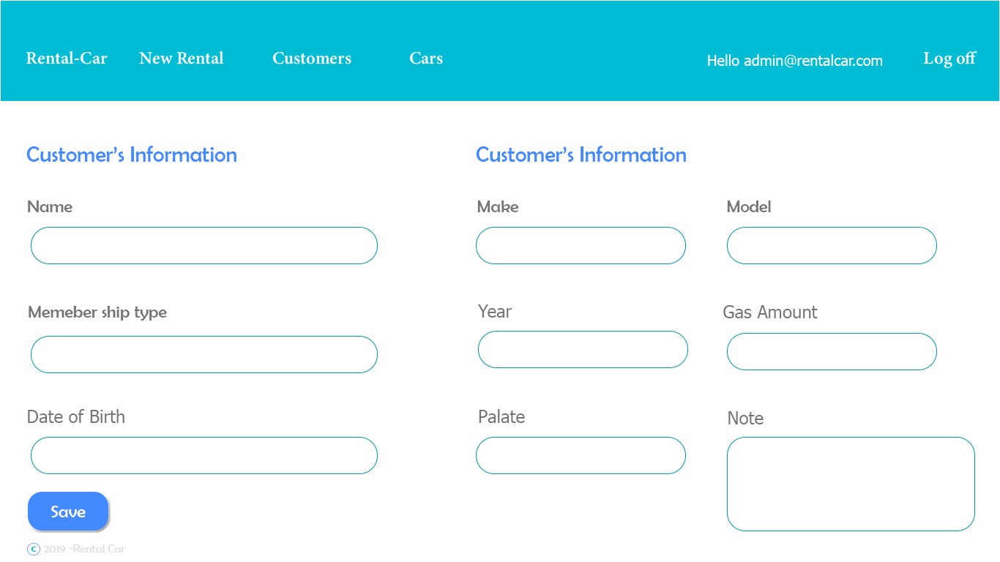 Rental-Car New Rental Customers Cars Hello admin@rentalcar.com Log off
Customer’s Information
Name
Memeber ship type
Date of Birth
Save
Customer’s Information
Make Model
Year Gas Amount
Palate Note
© 2019 -Rental Car